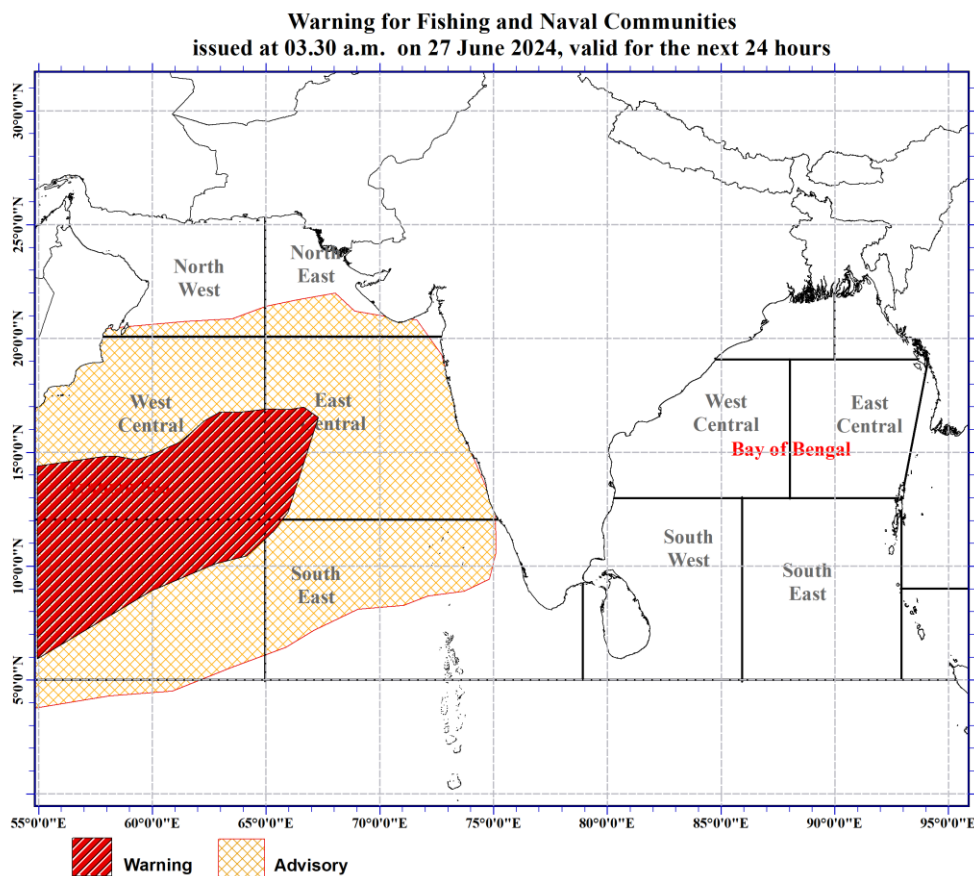 Warning for Fishing and Naval Communities
issued at 03.30 a.m. on 27 June 2024, valid for the next 24 hours
30°0'0"N
25°0'0"N
20°0'0"N
15°0'0"N
10°0'0"N
5°0'0"N
North
West
North
East
West
Central
East
Central
West
Central
East
Central
Bay of Bengal
South
West
South
East
South
East
55°0'0"E
60°0'0"E
65°0'0"E
70°0'0"E
75°0'0"E
80°0'0"E
85°0'0"E
90°0'0"E
95°0'0"E
Warning
Advisory